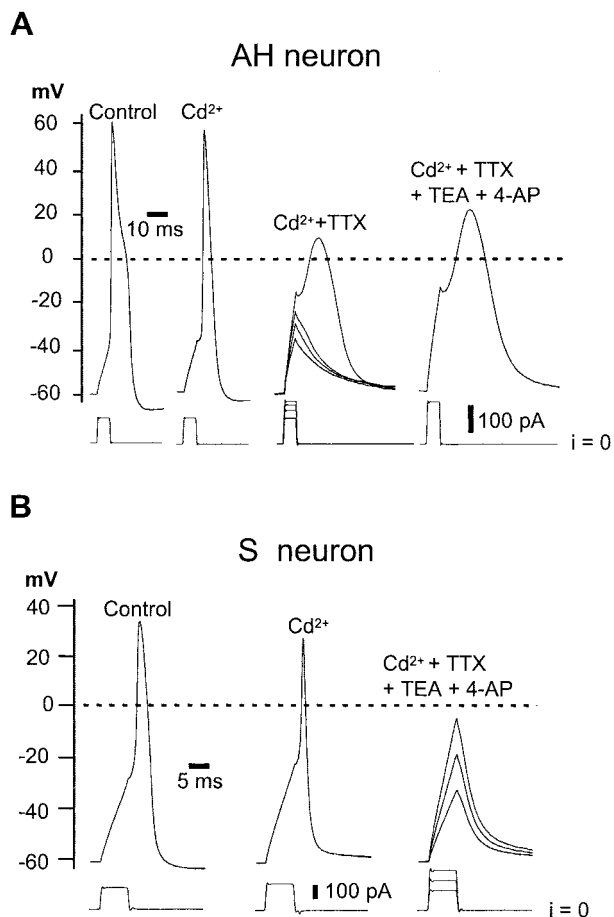 A
AH neuron
mV
Control
Cd²⁺
60
40
20
0
-20
-40
-60
10 ms
Cd²⁺+TTX
Cd²⁺ + TTX
+ TEA + 4-AP
100 pA
i = 0
B
S neuron
mV
Control
Cd²⁺
Cd²⁺ + TTX
+ TEA + 4-AP
40
20
0
-20
-40
-60
5 ms
100 pA
i = 0